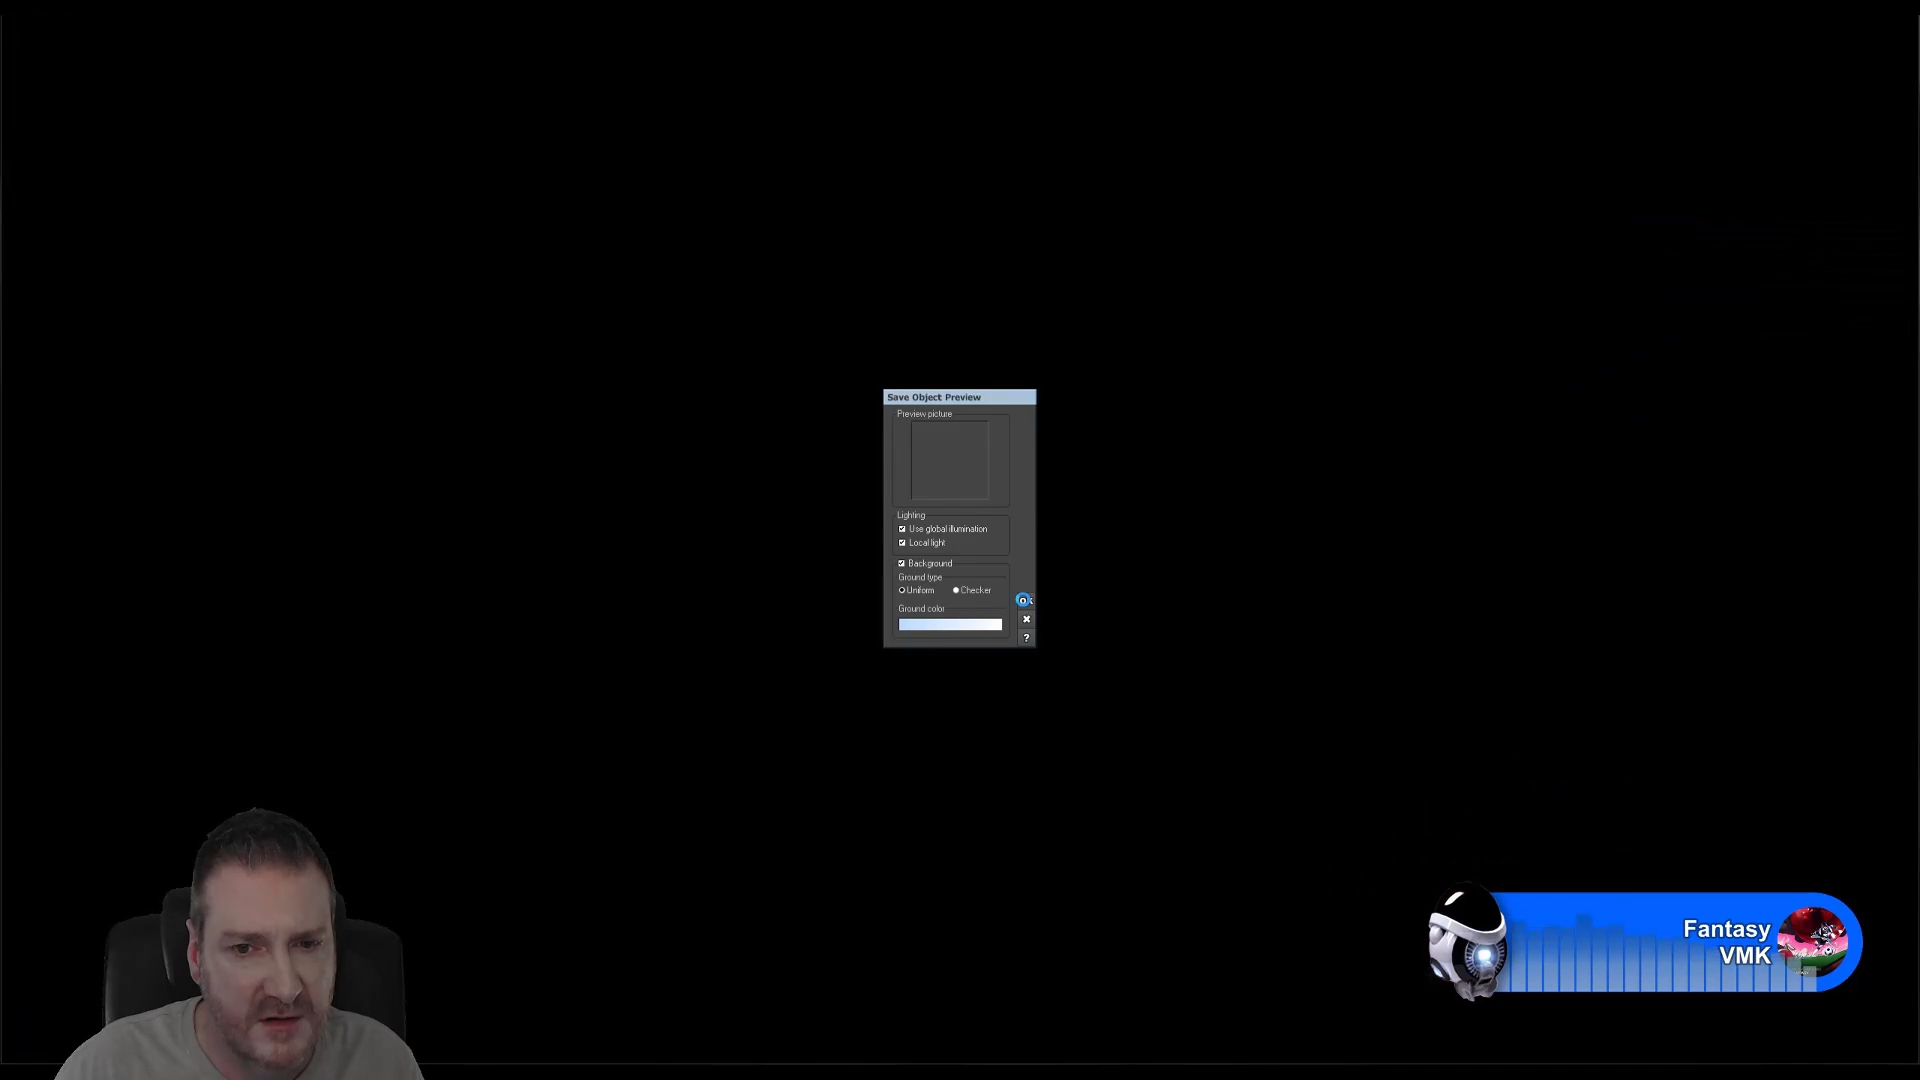 Save Object Preview
Preview picture
Lighting
Use global illumination
Local light
Background
Ground type
Uniform
Checker
Ground color
?
Fantasy
VMK